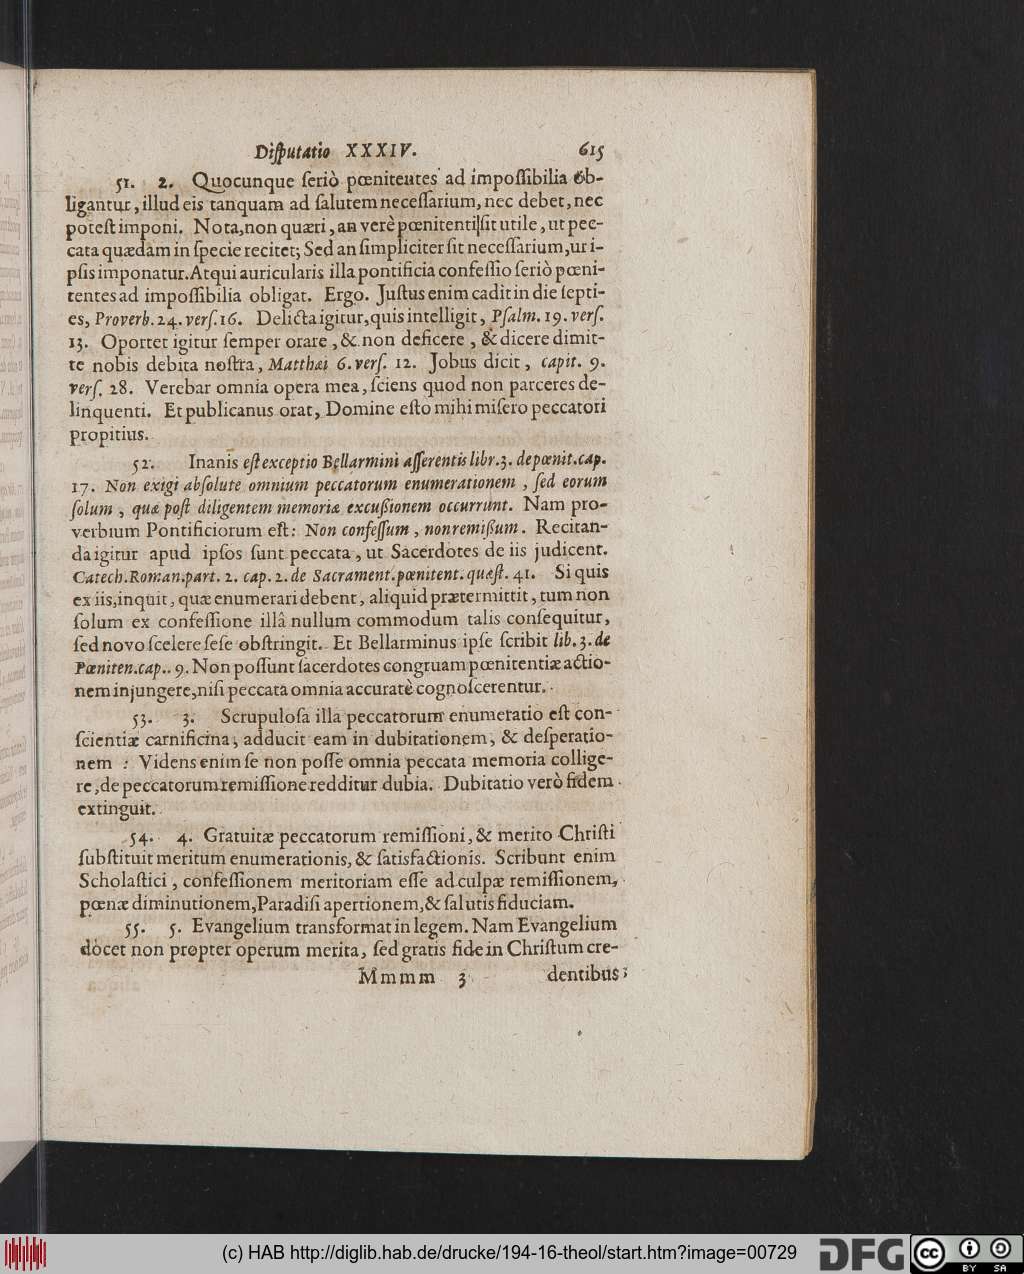 Diſputatio XXXIV. 615
51. 2. Quocunque ſeriò pœnitentes ad impoſſibilia ob-
ligantur, illud eis tanquam ad ſalutem neceſſarium, nec debet, nec
poteſt imponi. Nota, non quæri, an verè pœnitenti ſit utile, ut pec-
cata quædam in ſpecie recitet; Sed an ſimpliciter ſit neceſſarium, ut i-
pſis imponatur. Atqui auricularis illa pontificia confeſſio ſeriò pœni-
tentes ad impoſſibilia obligat. Ergo. Juſtus enim cadit in die ſepti-
es, Proverb. 24. verſ. 16. Delicta igitur, quis intelligit, Pſalm. 19. verſ.
13. Oportet igitur ſemper orare, & non deficere, & dicere dimit-
te nobis debita noſtra, Matthæi 6. verſ. 12. Jobus dicit, capit. 9.
verſ. 28. Verebar omnia opera mea, ſciens quod non parceres de-
linquenti. Et publicanus orat, Domine eſto mihi miſero peccatori
propitius.
52. Inanis eſt exceptio Bellarmini aſſerentis libr. 3. de pœnit. cap.
17. Non exigi abſolute omnium peccatorum enumerationem, ſed eorum
ſolum, quæ poſt diligentem memoriæ excuſſionem occurrunt. Nam pro-
verbium Pontificiorum eſt: Non confeſſum, non remiſſum. Recitan-
da igitur apud ipſos ſunt peccata, ut Sacerdotes de iis judicent.
Catech. Roman. part. 2. cap. 2. de Sacrament. pœnitent. quæſt. 41. Si quis
ex iis, inquit, quæ enumerari debent, aliquid prætermittit, tum non
ſolum ex confeſſione illâ nullum commodum talis conſequitur,
ſed novo ſcelere ſeſe obſtringit. Et Bellarminus ipſe ſcribit lib. 3. de
Pœniten. cap. 9. Non poſſunt ſacerdotes congruam pœnitentiæ actio-
nem injungere, niſi peccata omnia accuratè cognoſcerentur.
53. 3. Scrupuloſa illa peccatorum enumeratio eſt con-
ſcientiæ carnificina, adducit eam in dubitationem, & deſperatio-
nem: Videns enim ſe non poſſe omnia peccata memoria collige-
re, de peccatorum remiſſione redditur dubia. Dubitatio verò fidem
extinguit.
54. 4. Gratuitæ peccatorum remiſſioni, & merito Chriſti
ſubſtituit meritum enumerationis, & ſatisfactionis. Scribunt enim
Scholaſtici, confeſſionem meritoriam eſſe ad culpæ remiſſionem,
pœnæ diminutionem, Paradiſi apertionem, & ſalutis fiduciam.
55. 5. Evangelium transformat in legem. Nam Evangelium
docet non propter operum merita, ſed gratis fide in Chriſtum cre-
Mmmm 3 dentibus
(c) HAB http://diglib.hab.de/drucke/194-16-theol/start.htm?image=00729
DFG cc BY SA